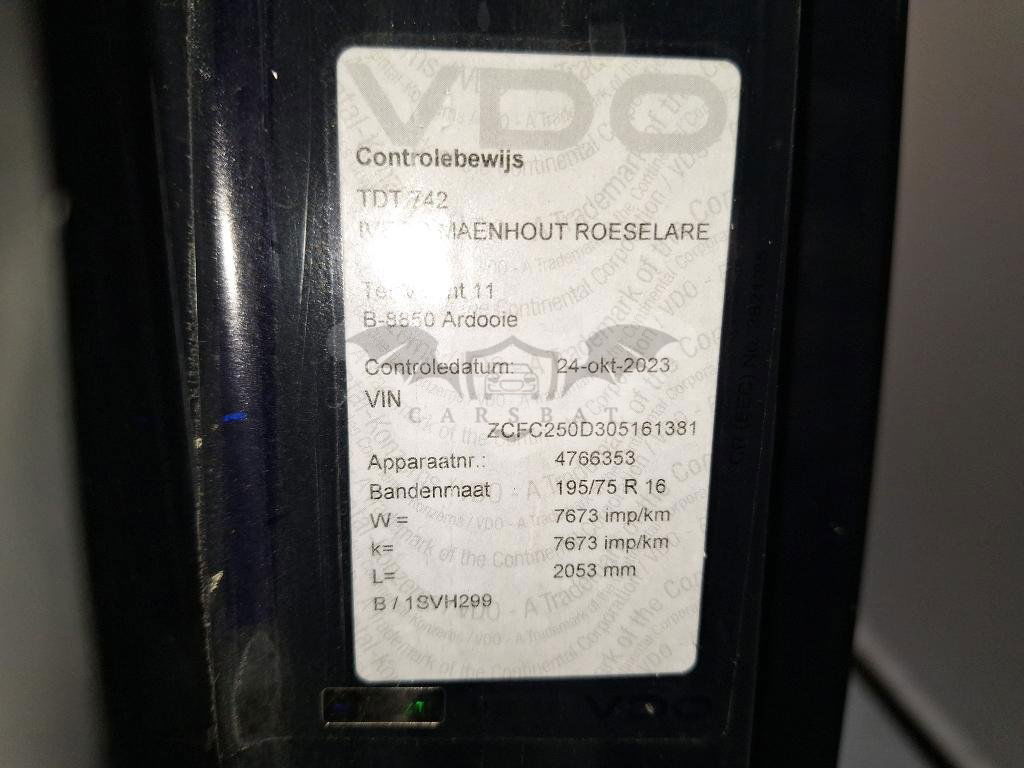 VDO
Controlebewijs
TDT 742
MAENHOUT ROESELARE
11
B-8850 Ardooie
Controledatum: 24-okt-2023
VIN
CARSBAT
ZCFC250D305161381
Apparaatnr.: 4766353
Bandenmaat 195/75 R 16
W= 7673 imp/km
k= 7673 imp/km
L= 2053 mm
B / 1SVH299
VDO